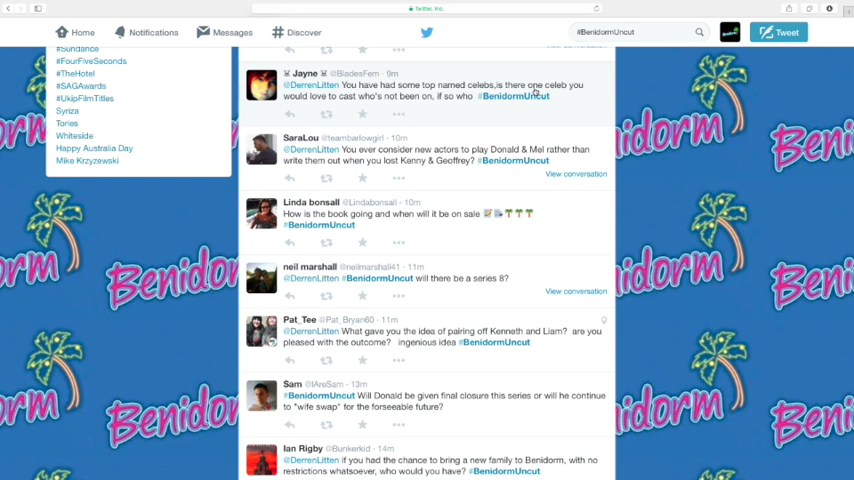 Twitter, Inc.
Home
Notifications
Messages
Discover
#BenidormUncut
Tweet
#Sundance
#FourFiveSeconds
#TheHotel
#SAGAwards
#UkipFilmTitles
Syriza
Tories
Whiteside
Happy Australia Day
Mike Krzyzewski
View conversation
Jayne @BladesFern · 9m
@DerrenLitten You have had some top named celebs,is there one celeb you
would love to cast who's not been on, if so who #BenidormUncut
SaraLou @teambarlowgirl · 10m
@DerrenLitten You ever consider new actors to play Donald & Mel rather than
write them out when you lost Kenny & Geoffrey? #BenidormUncut
View conversation
Linda bonsall @Lindabonsall · 10m
How is the book going and when will it be on sale
#BenidormUncut
neil marshall @neilmarshall41 · 11m
@DerrenLitten #BenidormUncut will there be a series 8?
View conversation
Pat_Tee @Pat_Bryan60 · 11m
@DerrenLitten What gave you the idea of pairing off Kenneth and Liam? are you
pleased with the outcome? ingenious idea #BenidormUncut
Sam @IAreSam · 13m
#BenidormUncut Will Donald be given final closure this series or will he continue
to "wife swap" for the forseeable future?
Ian Rigby @Bunkerkid · 14m
@DerrenLitten if you had the chance to bring a new family to Benidorm, with no
restrictions whatsoever, who would you have? #BenidormUncut
Benidorm
Benidorm